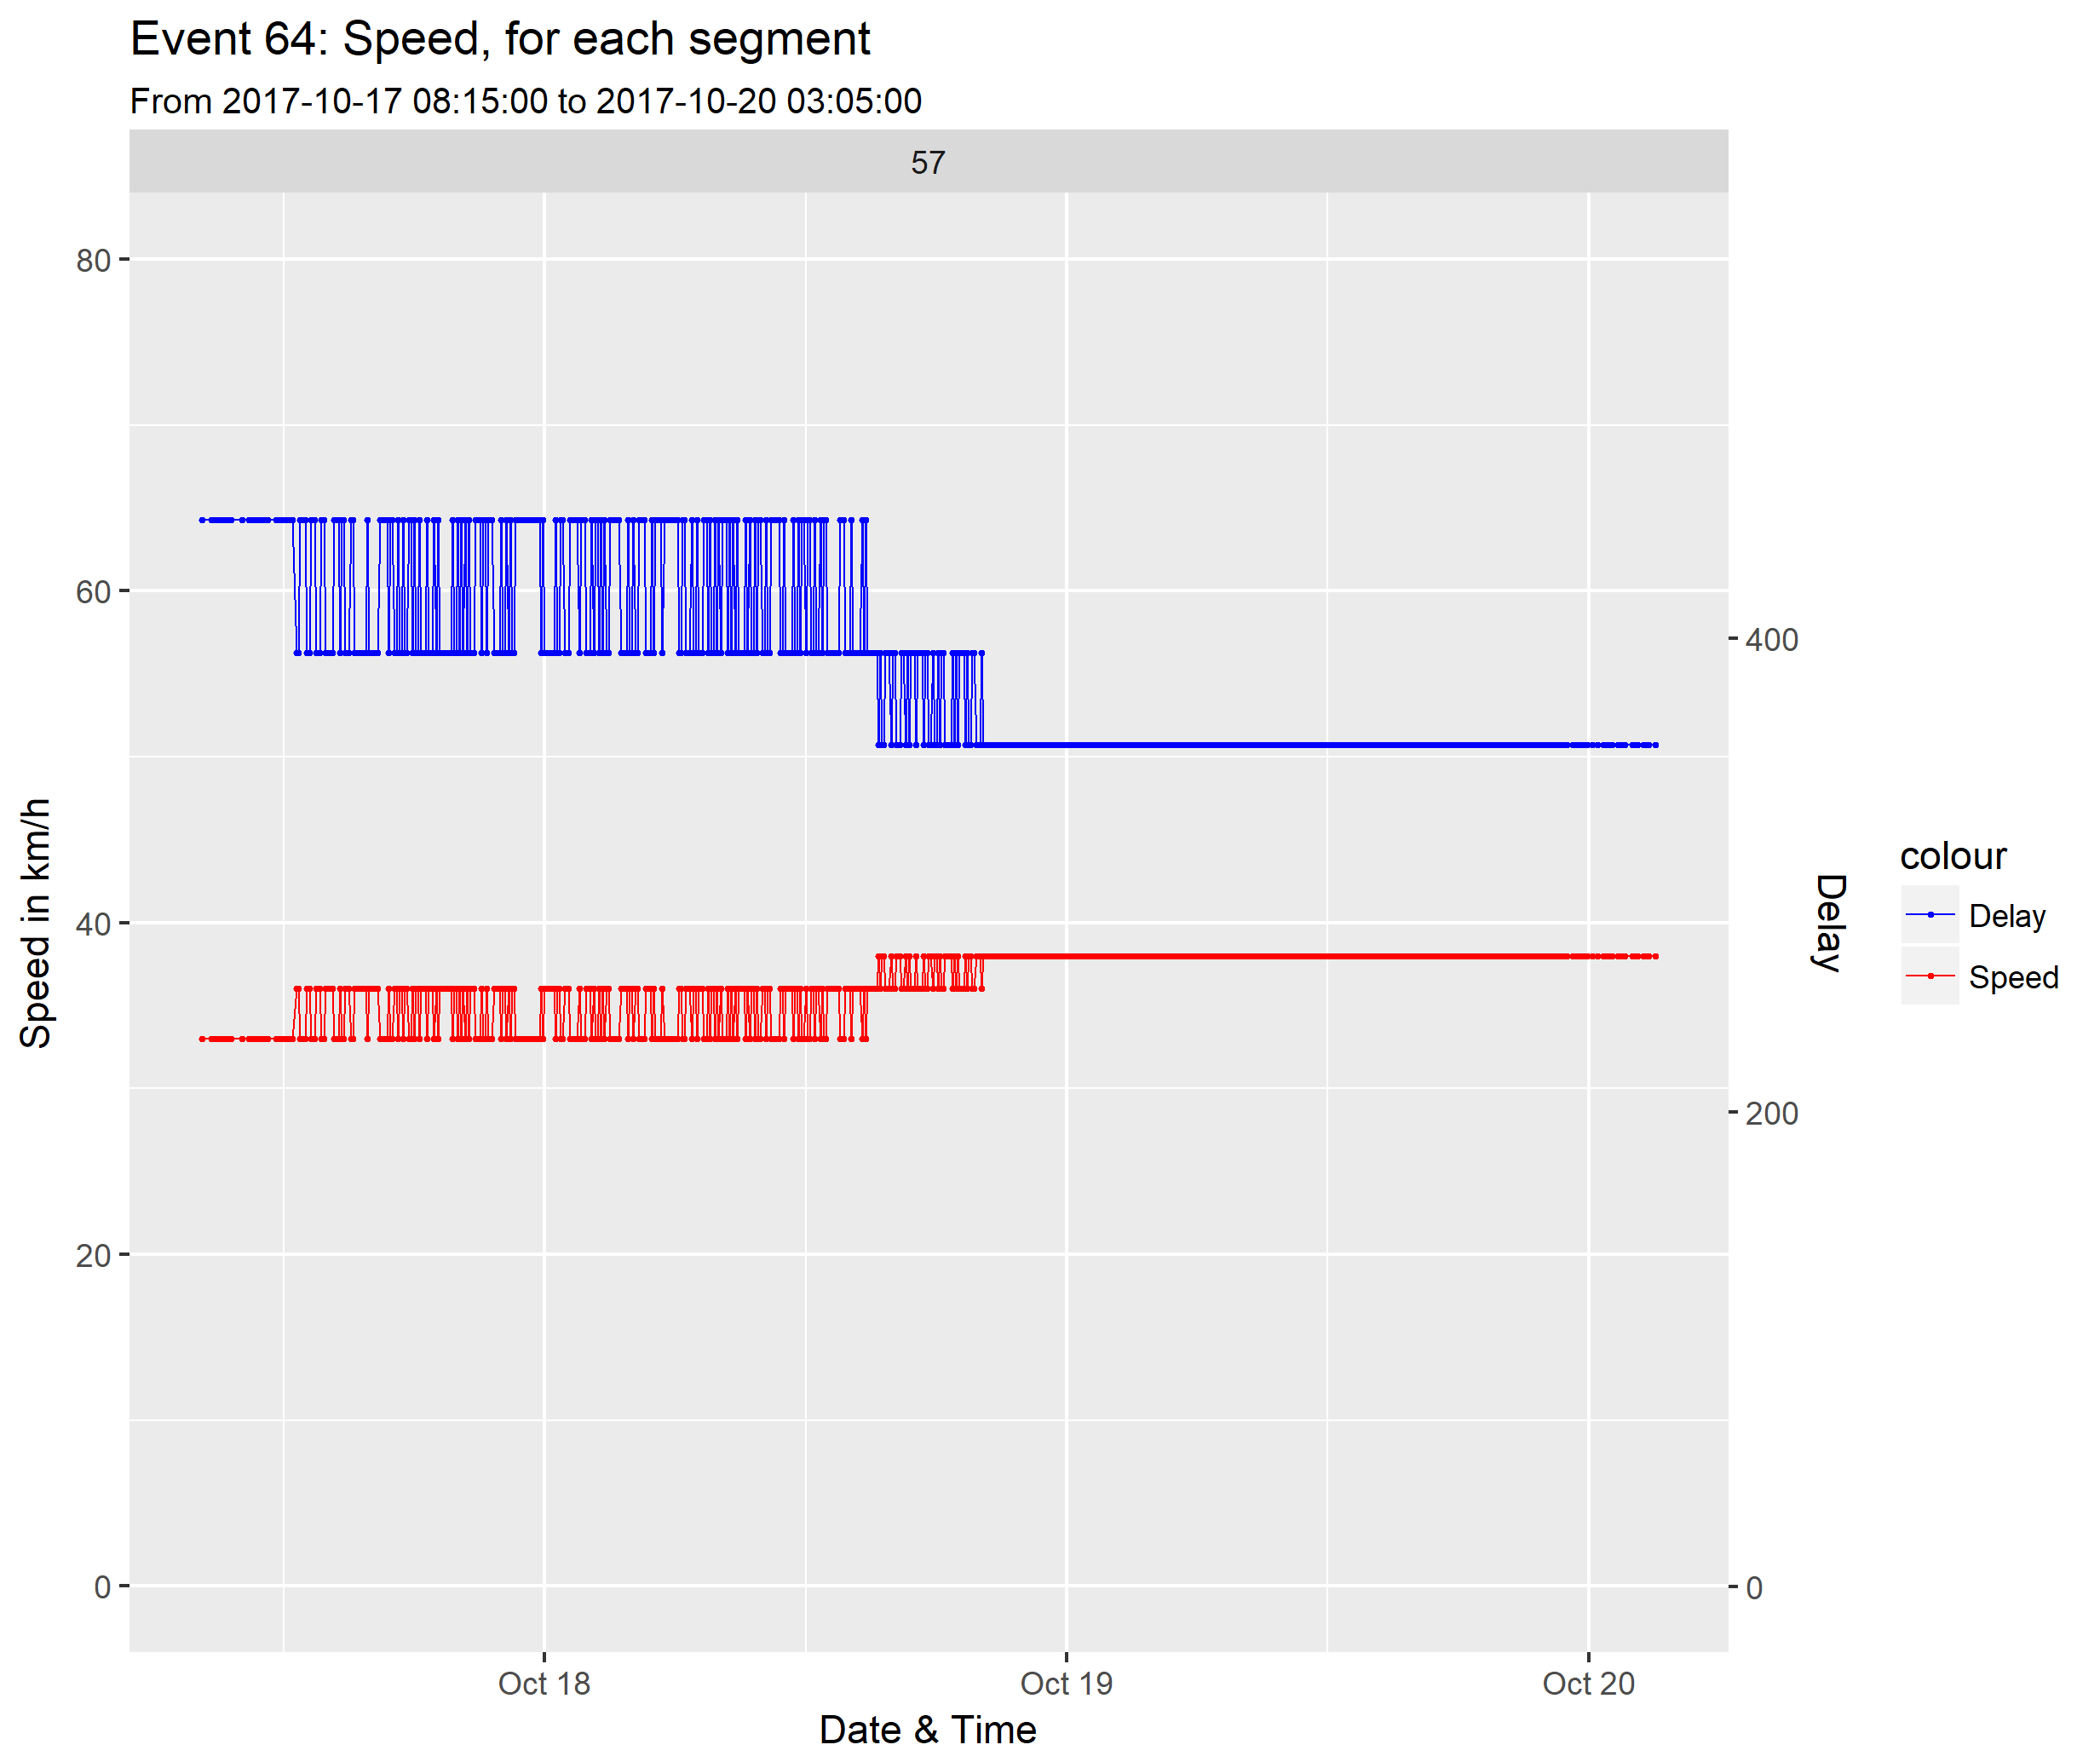 Event 64: Speed, for each segment
From 2017-10-17 08:15:00 to 2017-10-20 03:05:00
57
80
60
40
20
0
Speed in km/h
400
200
0
Delay
colour
Delay
Speed
Oct 18
Oct 19
Oct 20
Date & Time